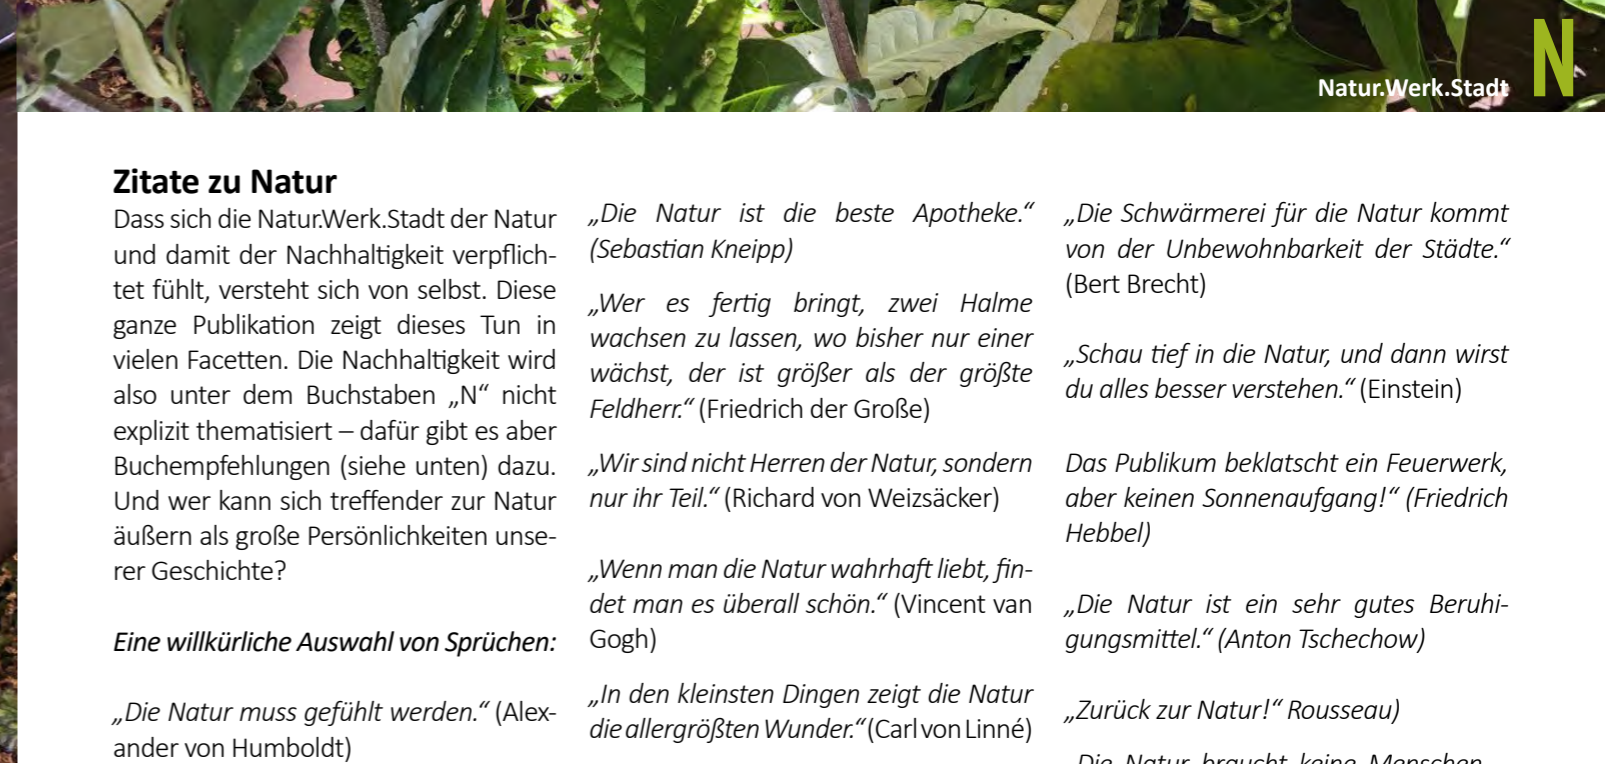 Natur.Werk.Stadt
N
Zitate zu Natur
Dass sich die Natur.Werk.Stadt der Natur
und damit der Nachhaltigkeit verpflich-
tet fühlt, versteht sich von selbst. Diese
ganze Publikation zeigt dieses Tun in
vielen Facetten. Die Nachhaltigkeit wird
also unter dem Buchstaben „N“ nicht
explizit thematisiert – dafür gibt es aber
Buchempfehlungen (siehe unten) dazu.
Und wer kann sich treffender zur Natur
äußern als große Persönlichkeiten unse-
rer Geschichte?
Eine willkürliche Auswahl von Sprüchen:
„Die Natur muss gefühlt werden.“ (Alex-
ander von Humboldt)
„Die Natur ist die beste Apotheke.“
(Sebastian Kneipp)
„Wer es fertig bringt, zwei Halme
wachsen zu lassen, wo bisher nur einer
wächst, der ist größer als der größte
Feldherr.“ (Friedrich der Große)
„Wir sind nicht Herren der Natur, sondern
nur ihr Teil.“ (Richard von Weizsäcker)
„Wenn man die Natur wahrhaft liebt, fin-
det man es überall schön.“ (Vincent van
Gogh)
„In den kleinsten Dingen zeigt die Natur
die allergrößten Wunder.“ (Carl von Linné)
„Die Schwärmerei für die Natur kommt
von der Unbewohnbarkeit der Städte.“
(Bert Brecht)
„Schau tief in die Natur, und dann wirst
du alles besser verstehen.“ (Einstein)
Das Publikum beklatscht ein Feuerwerk,
aber keinen Sonnenaufgang!“ (Friedrich
Hebbel)
„Die Natur ist ein sehr gutes Beruhi-
gungsmittel.“ (Anton Tschechow)
„Zurück zur Natur!“ Rousseau)
„Die Natur braucht keine Menschen